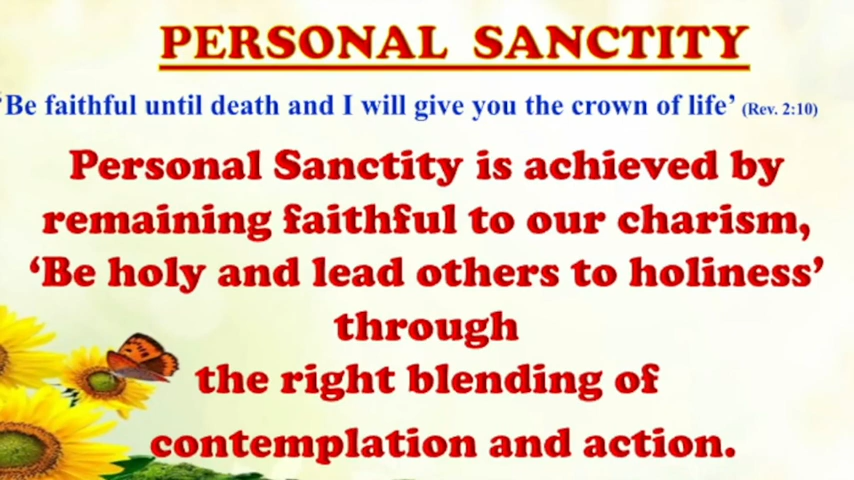 PERSONAL SANCTITY
‘Be faithful until death and I will give you the crown of life’ (Rev. 2:10)
Personal Sanctity is achieved by
remaining faithful to our charism,
‘Be holy and lead others to holiness’
through
the right blending of
contemplation and action.